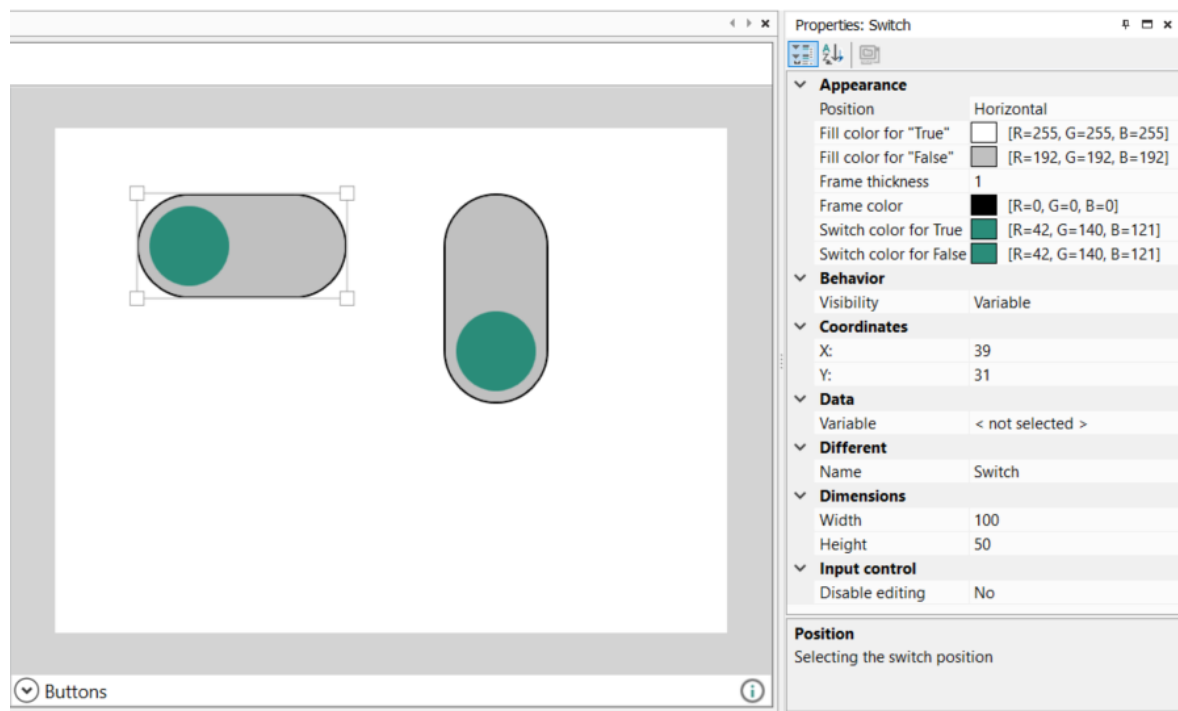 Properties: Switch
Appearance
Position Horizontal
Fill color for "True" [R=255, G=255, B=255]
Fill color for "False" [R=192, G=192, B=192]
Frame thickness 1
Frame color [R=0, G=0, B=0]
Switch color for True [R=42, G=140, B=121]
Switch color for False [R=42, G=140, B=121]
Behavior
Visibility Variable
Coordinates
X: 39
Y: 31
Data
Variable < not selected >
Different
Name Switch
Dimensions
Width 100
Height 50
Input control
Disable editing No
Position
Selecting the switch position
Buttons